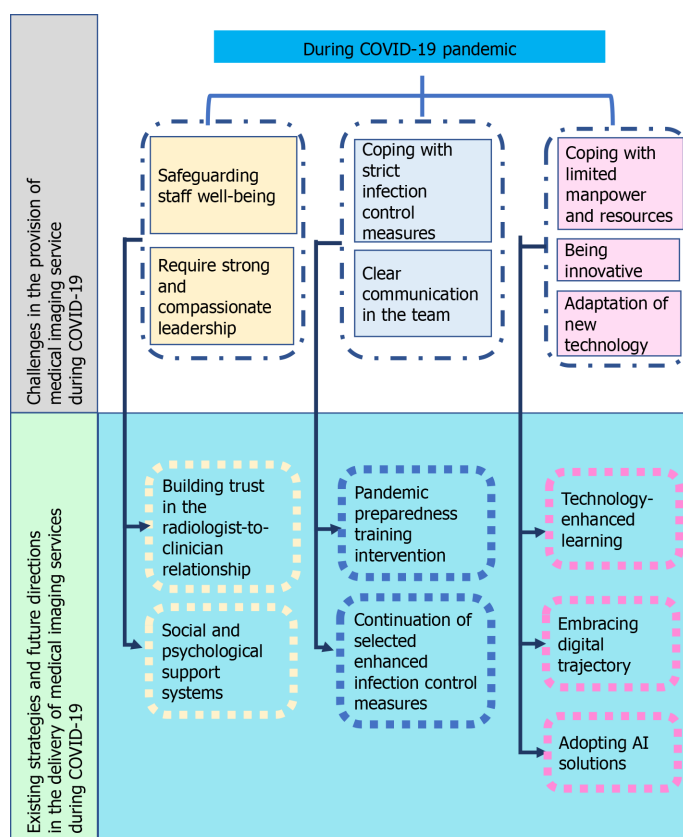 During COVID-19 pandemic
Challenges in the provision of
medical imaging service
during COVID-19
Safeguarding
staff well-being
Require strong
and
compassionate
leadership
Coping with
strict
infection
control
measures
Clear
communication
in the team
Coping with
limited
manpower
and resources
Being
innovative
Adaptation of
new
technology
Existing strategies and future directions
in the delivery of medical imaging services
during COVID-19
Building trust
in the
radiologist-to-
clinician
relationship
Social and
psychological
support
systems
Pandemic
preparedness
training
intervention
Continuation of
selected
enhanced
infection control
measures
Technology-
enhanced
learning
Embracing
digital
trajectory
Adopting AI
solutions